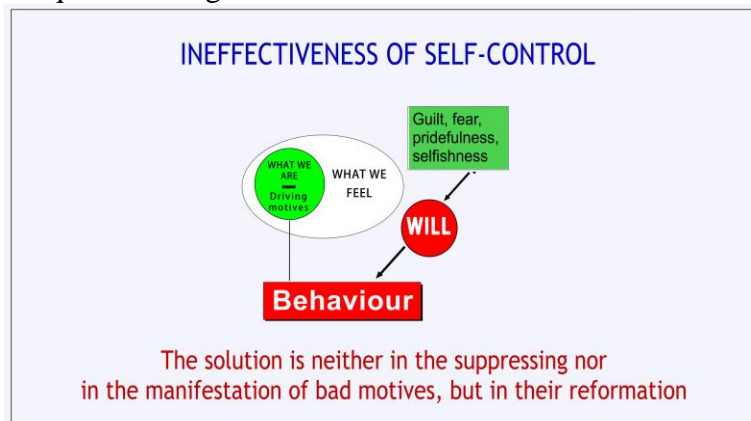 INEFFECTIVENESS OF SELF-CONTROL
Guilt, fear,
pridefulness,
selfishness
WHAT WE
ARE
Driving
motives
WHAT WE
FEEL
WILL
Behaviour
The solution is neither in the suppressing nor
in the manifestation of bad motives, but in their reformation